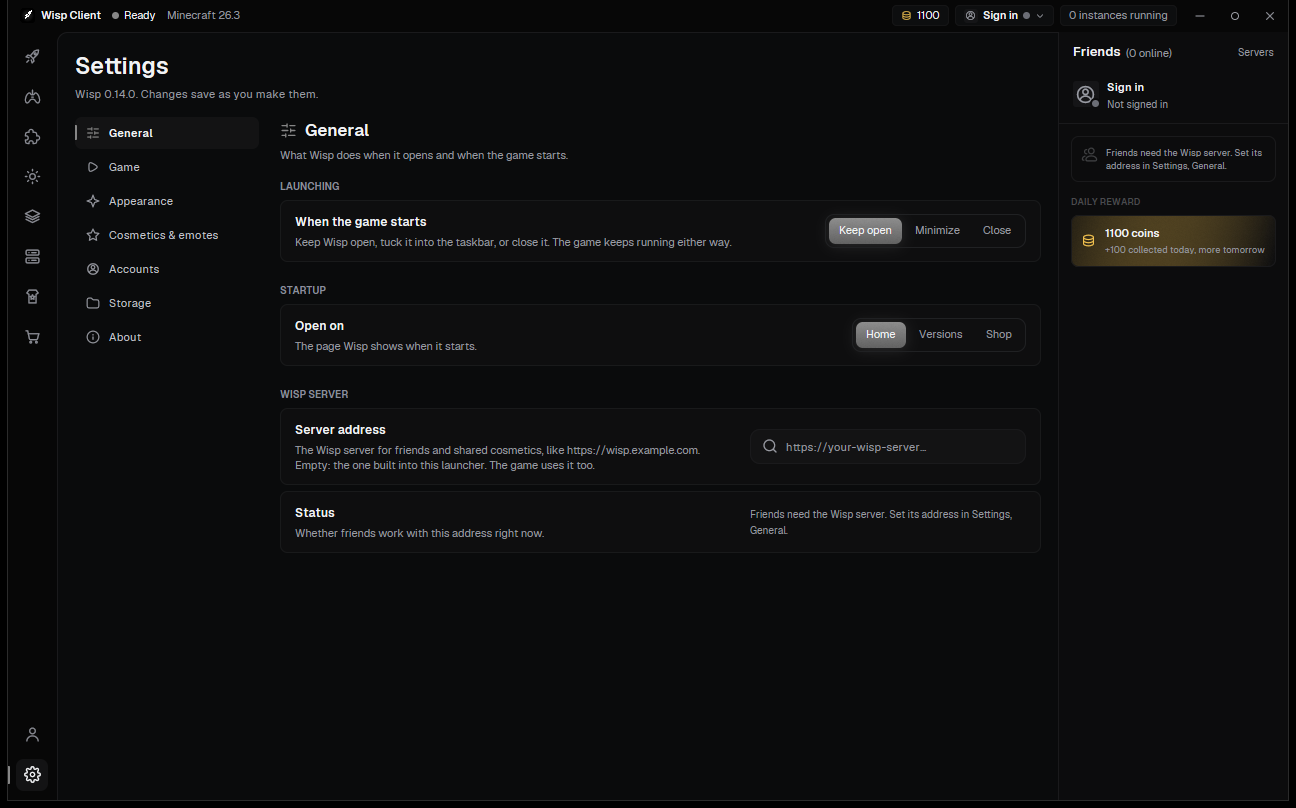 Wisp Client
Ready
Minecraft 26.3
1100
Sign in
0 instances running
Settings
Wisp 0.14.0. Changes save as you make them.
General
Game
Appearance
Cosmetics & emotes
Accounts
Storage
About
General
What Wisp does when it opens and when the game starts.
LAUNCHING
When the game starts
Keep Wisp open, tuck it into the taskbar, or close it. The game keeps running either way.
Keep open
Minimize
Close
STARTUP
Open on
The page Wisp shows when it starts.
Home
Versions
Shop
WISP SERVER
Server address
The Wisp server for friends and shared cosmetics, like https://wisp.example.com.
Empty: the one built into this launcher. The game uses it too.
https://your-wisp-server…
Status
Whether friends work with this address right now.
Friends need the Wisp server. Set its address in Settings,
General.
Friends (0 online)
Servers
Sign in
Not signed in
Friends need the Wisp server. Set its
address in Settings, General.
DAILY REWARD
1100 coins
+100 collected today, more tomorrow